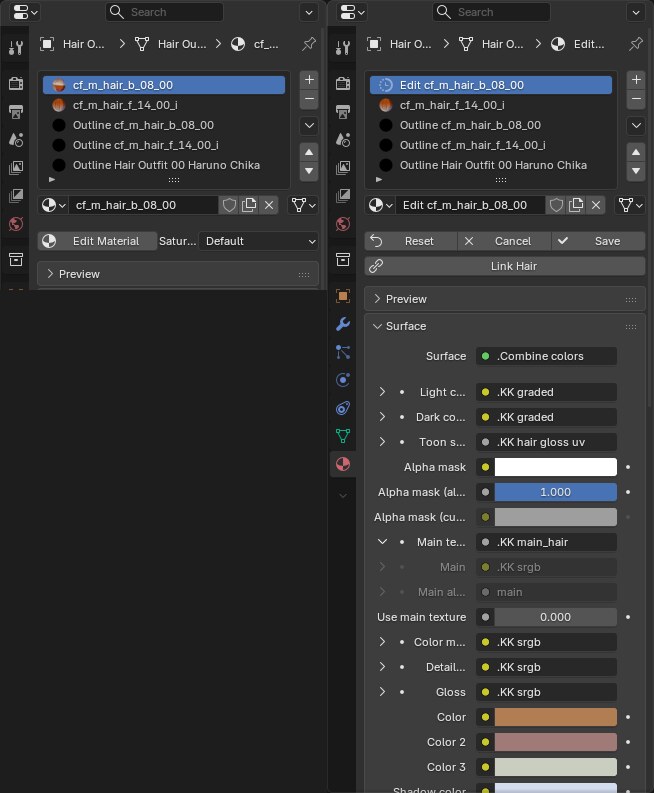 Search
Hair O... > Hair Ou... > cf_...
cf_m_hair_b_08_00
cf_m_hair_f_14_00_i
Outline cf_m_hair_b_08_00
Outline cf_m_hair_f_14_00_i
Outline Hair Outfit 00 Haruno Chika
cf_m_hair_b_08_00
Edit Material Satur... Default
Preview
Search
Hair O... > Hair O... > Edit...
Edit cf_m_hair_b_08_00
cf_m_hair_f_14_00_i
Outline cf_m_hair_b_08_00
Outline cf_m_hair_f_14_00_i
Outline Hair Outfit 00 Haruno Chika
Edit cf_m_hair_b_08_00
Reset Cancel Save
Link Hair
Preview
Surface
Surface .Combine colors
Light c... .KK graded
Dark co... .KK graded
Toon s... .KK hair gloss uv
Alpha mask
Alpha mask (al... 1.000
Alpha mask (cu...
Main te... .KK main_hair
Main .KK srgb
Main al... main
Use main texture 0.000
Color m... .KK srgb
Detail... .KK srgb
Gloss .KK srgb
Color
Color 2
Color 3
Shadow color